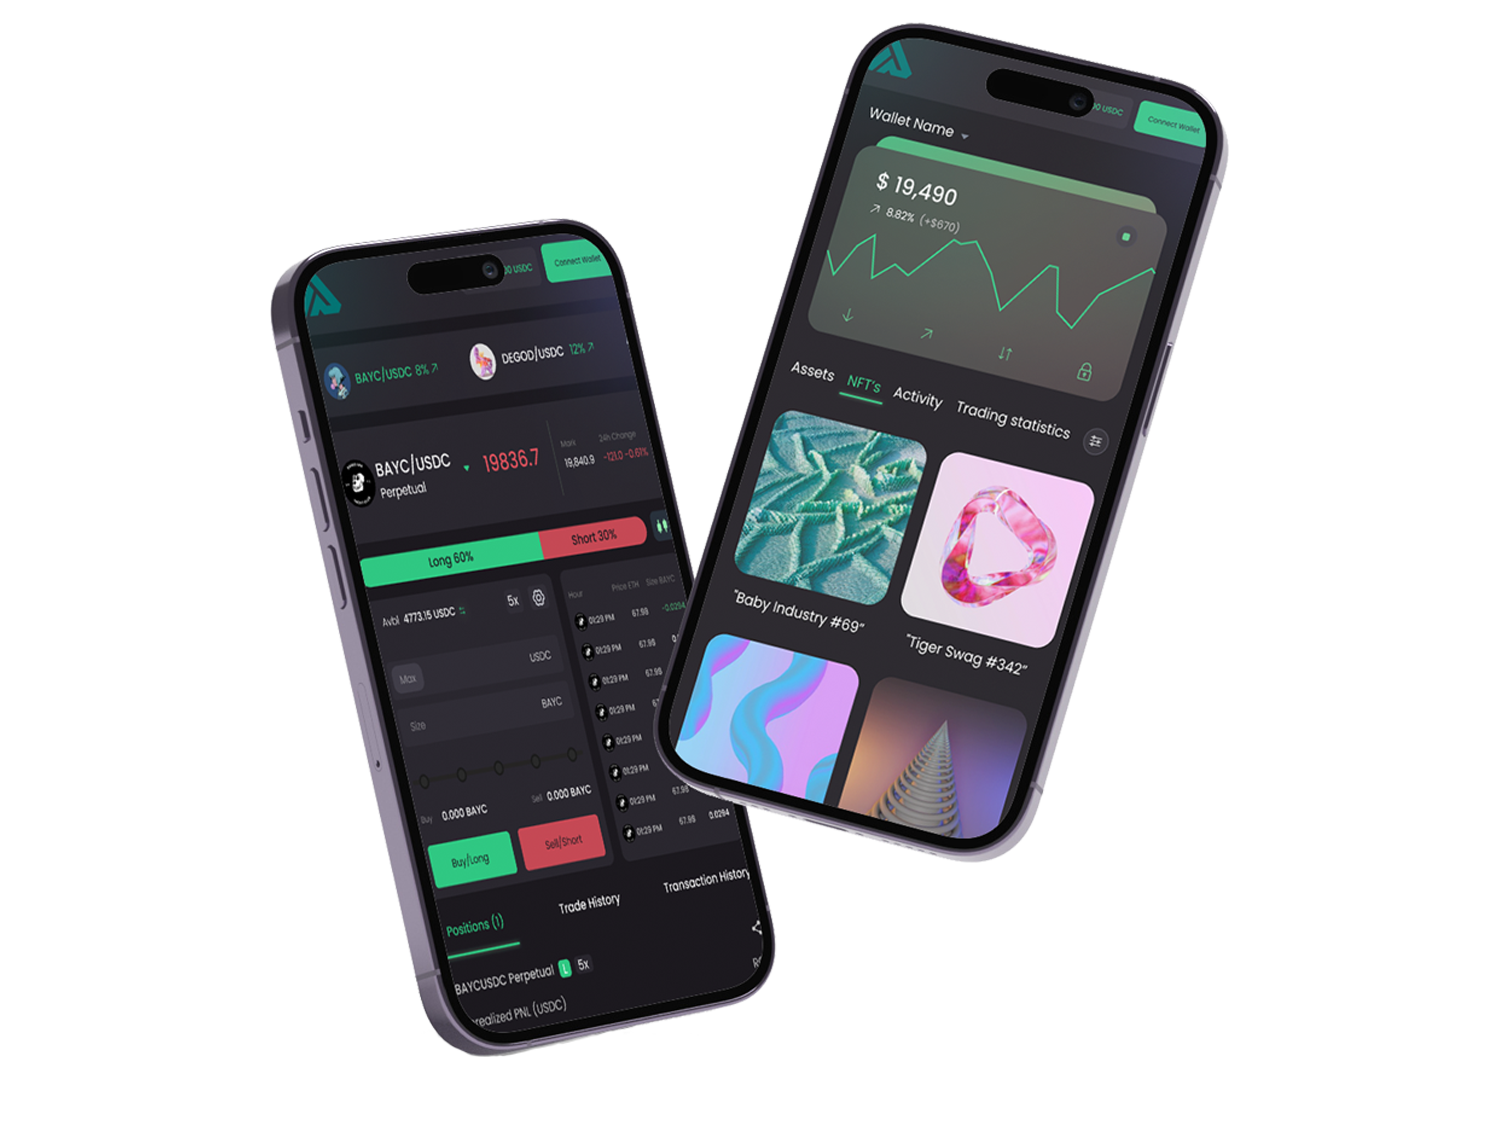 00 USDC
Connect Wallet
BAYC/USDC 8%
DEGOD/USDC 12%
BAYC/USDC
Perpetual
19836.7
Mark
19,840.9
24h Change
-121.0 -0.61%
Long 60%
Short 30%
Avbl 4773.15 USDC
5x
Max
USDC
Size
BAYC
Buy 0.000 BAYC
Sell 0.000 BAYC
Buy/Long
Sell/Short
Hour Price ETH Size BAYC
01:29 PM 67.98 -0.0294
01:29 PM 67.98 0.
01:29 PM 67.98
01:29 PM 67
01:29 PM
01:29 PM
01:29 PM 67.98
01:29 PM 67.98 0.0294
Positions (1)
Trade History
Transaction History
BAYCUSDC Perpetual L 5x
realized PNL (USDC)
00 USDC
Connect Wallet
Wallet Name
$ 19,490
8.82% (+$670)
Assets
NFT's
Activity
Trading statistics
"Baby Industry #69"
"Tiger Swag #342"